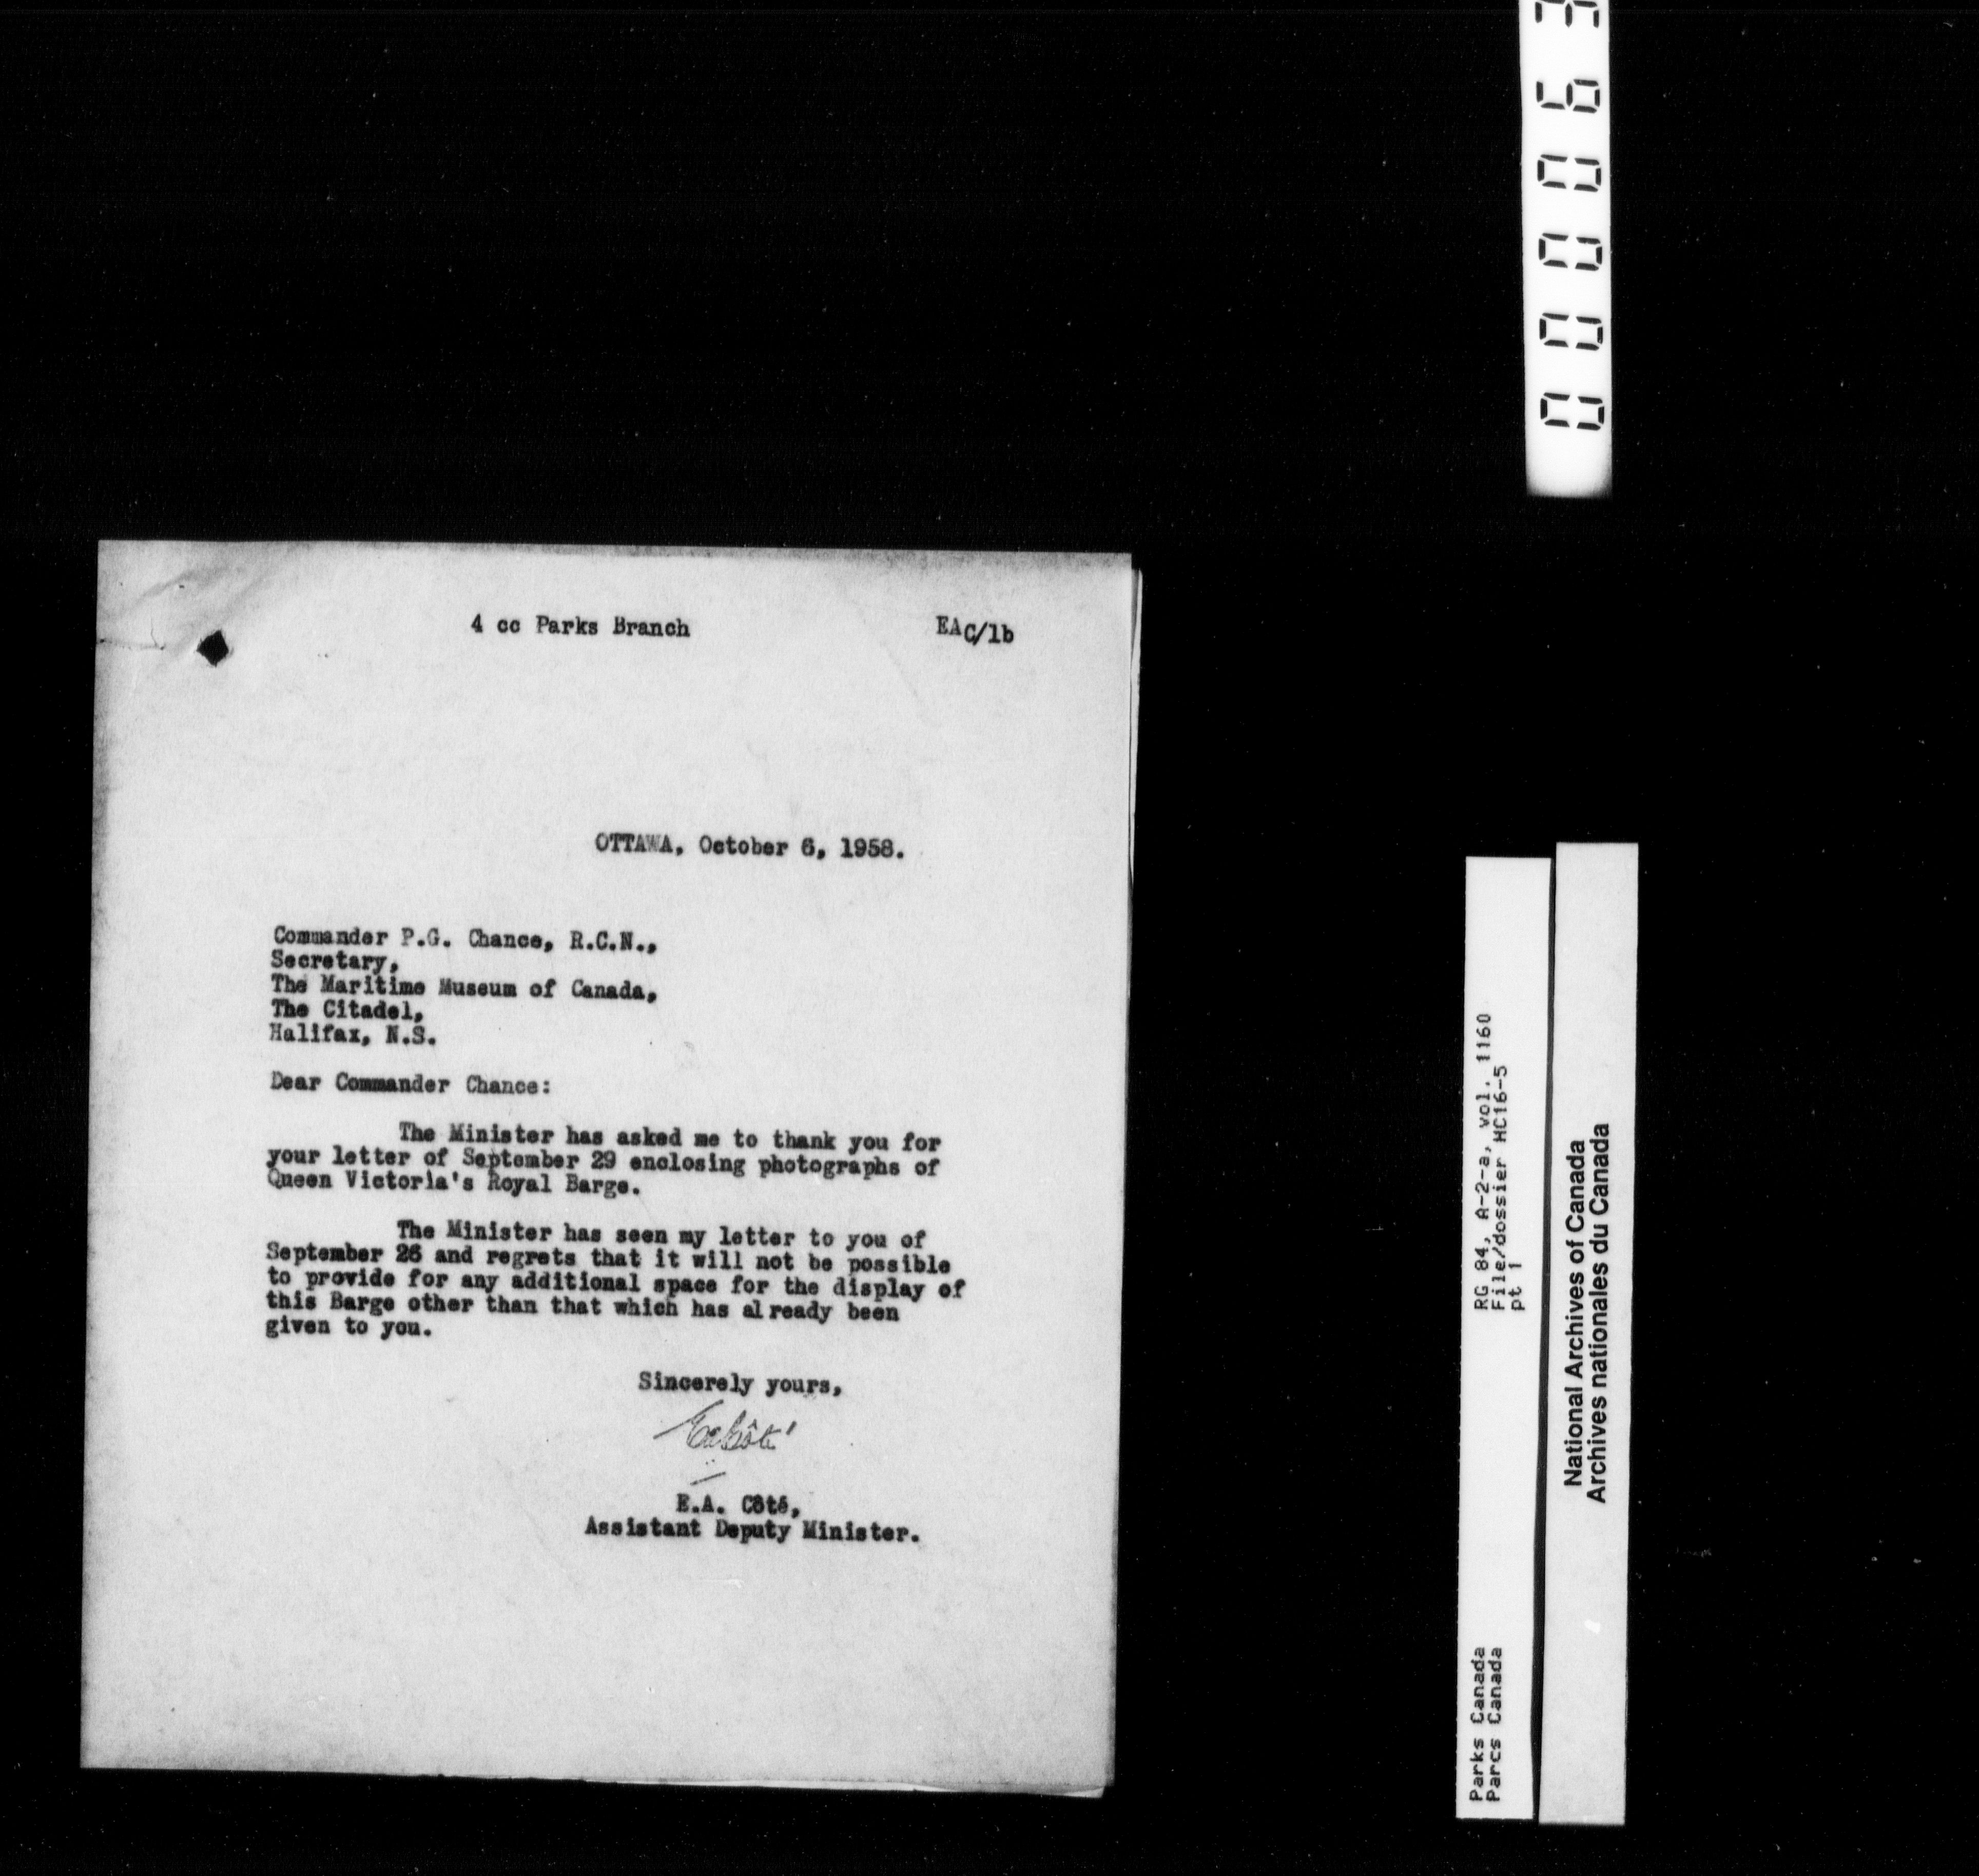 4 cc Parks Branch
EAC/lb
OTTAWA, October 6, 1958.
Commander P.G. Chance, R.C.N.,
Secretary,
The Maritime Museum of Canada,
The Citadel,
Halifax, N.S.
Dear Commander Chance:
The Minister has asked me to thank you for
your letter of September 29 enclosing photographs of
Queen Victoria's Royal Barge.
The Minister has seen my letter to you of
September 26 and regrets that it will not be possible
to provide for any additional space for the display of
this Barge other than that which has already been
given to you.
Sincerely yours,
EACôté
E.A. Côté,
Assistant Deputy Minister.
Parks Canada
Parcs Canada
RG 84, A-2-a, vol. 1160
File/dossier HC16-5
pt 1
National Archives of Canada
Archives nationales du Canada